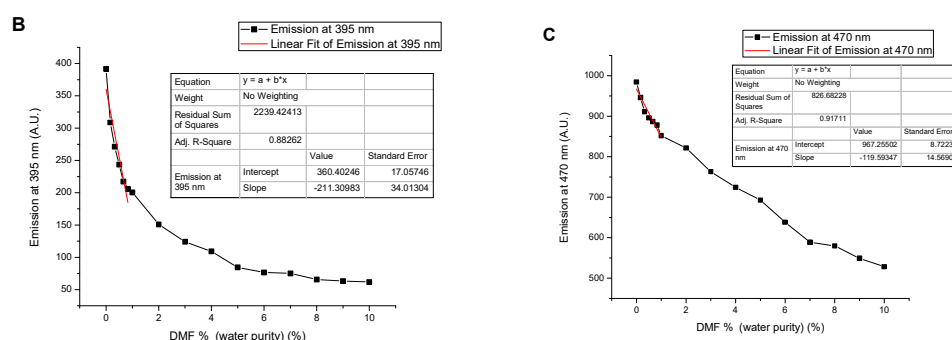 B
Emission at 395 nm
Linear Fit of Emission at 395 nm
Equation y = a + b*x
Weight No Weighting
Residual Sum of Squares 2239.42413
Adj. R-Square 0.88262
Value Standard Error
Emission at 395 nm Intercept 360.40246 17.05746
Slope -211.30983 34.01304
400
350
300
250
200
150
100
50
Emission at 395 nm (A.U.)
0 2 4 6 8 10
DMF % (water purity) (%)
C
Emission at 470 nm
Linear Fit of Emission at 470 nm
Equation y = a + b*x
Weight No Weighting
Residual Sum of Squares 826.68228
Adj. R-Square 0.91711
Value Standard Error
Emission at 470 nm Intercept 967.25502 8.7223
Slope -119.59347 14.5690
1000
900
800
700
600
500
Emission at 470 nm (A.U.)
0 2 4 6 8 10
DMF % (water purity) (%)